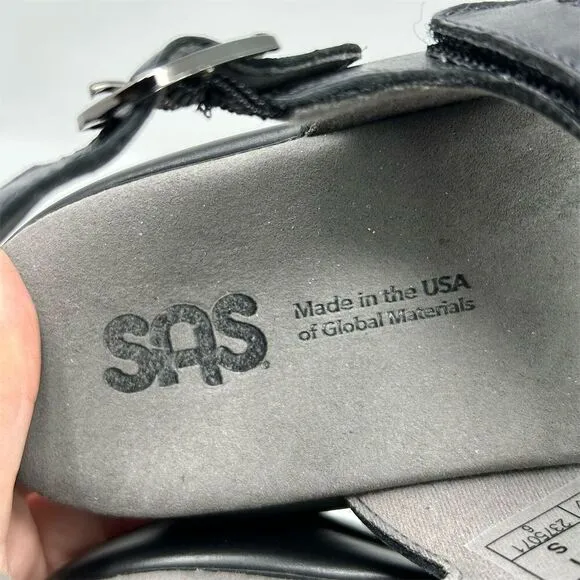 SAS
Made in the USA
of Global Materials
S